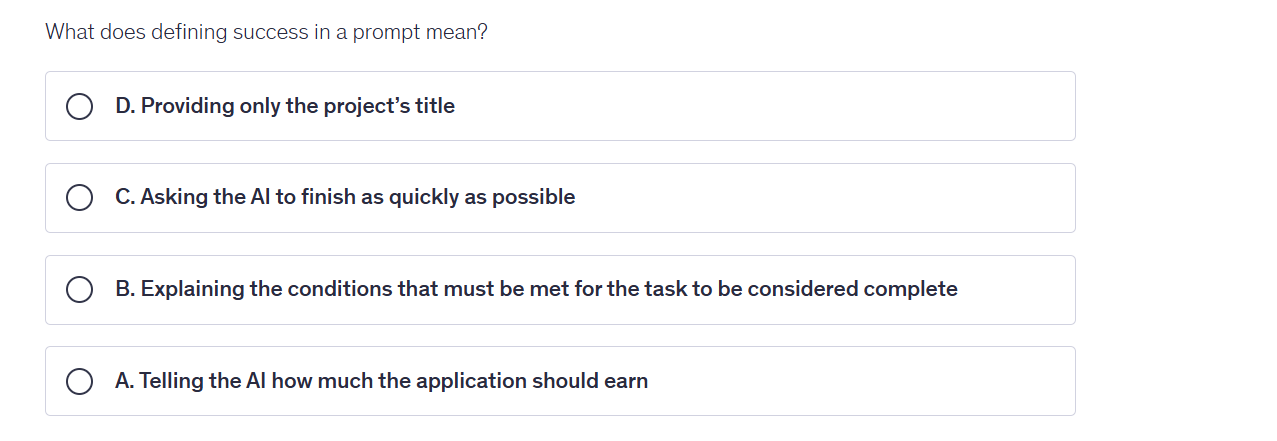 What does defining success in a prompt mean?
D. Providing only the project’s title
C. Asking the AI to finish as quickly as possible
B. Explaining the conditions that must be met for the task to be considered complete
A. Telling the AI how much the application should earn